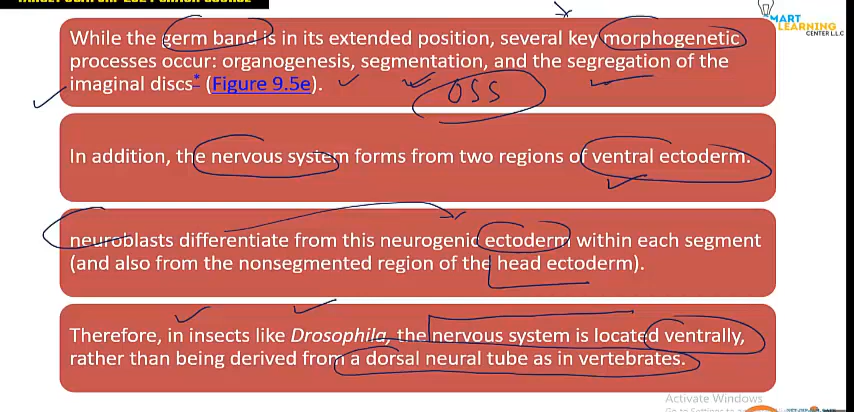 MART
LEARNING
CENTER L.L.C
While the germ band is in its extended position, several key morphogenetic
processes occur: organogenesis, segmentation, and the segregation of the
imaginal discs* (Figure 9.5e).
OSS
In addition, the nervous system forms from two regions of ventral ectoderm.
neuroblasts differentiate from this neurogenic ectoderm within each segment
(and also from the nonsegmented region of the head ectoderm).
Therefore, in insects like Drosophila, the nervous system is located ventrally,
rather than being derived from a dorsal neural tube as in vertebrates.
Activate Windows